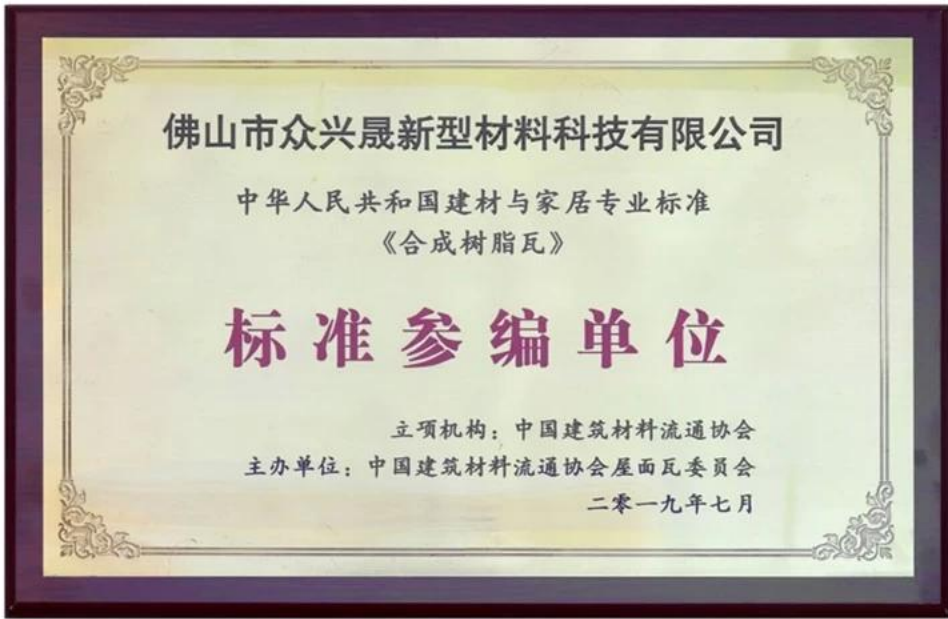 佛山市众兴晟新型材料科技有限公司
中华人民共和国建材与家居专业标准
《合成树脂瓦》
标准参编单位
立项机构：中国建筑材料流通协会
主办单位：中国建筑材料流通协会屋面瓦委员会
二零一九年七月